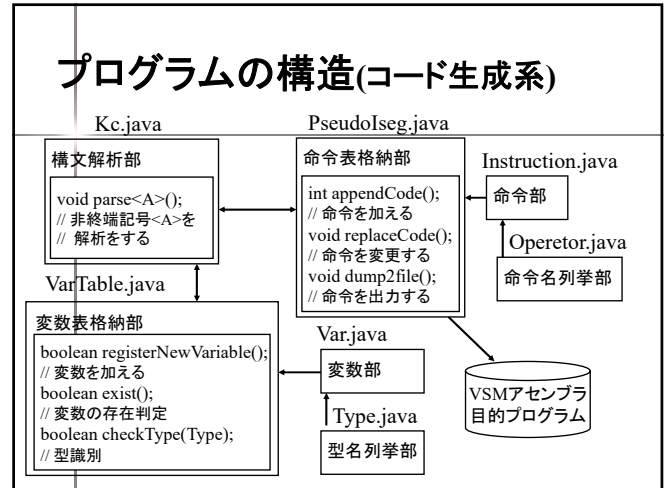 プログラムの構造(コード生成系)
Kc.java
構文解析部
void parse<A>();
// 非終端記号<A>を
// 解析をする
PseudoIseg.java
命令表格納部
int appendCode();
// 命令を加える
void replaceCode();
// 命令を変更する
void dump2file();
// 命令を出力する
Instruction.java
命令部
Operetor.java
命令名列挙部
VarTable.java
変数表格納部
boolean registerNewVariable();
// 変数を加える
boolean exist();
// 変数の存在判定
boolean checkType(Type);
// 型識別
Var.java
変数部
Type.java
型名列挙部
VSMアセンブラ
目的プログラム